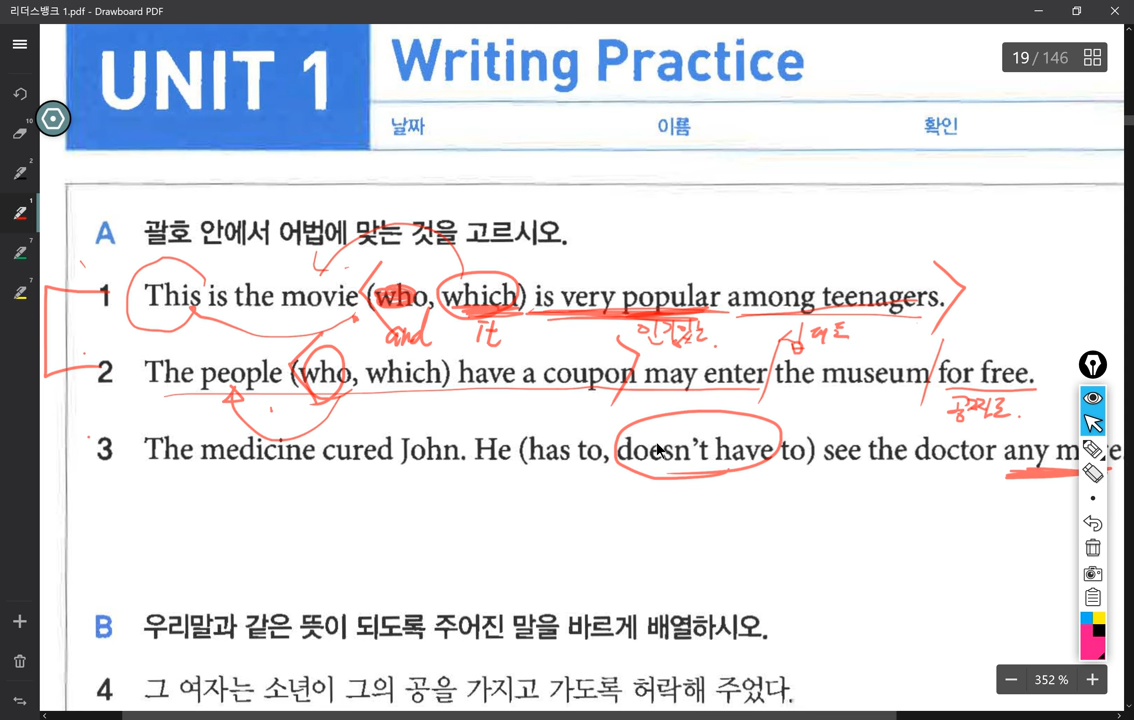 리더스뱅크 1.pdf - Drawboard PDF
19 / 146
UNIT 1
Writing Practice
날짜 이름 확인
A 괄호 안에서 어법에 맞는 것을 고르시오.
1 This is the movie (who, which) is very popular among teenagers.
and It 인기있는
2 The people (who, which) have a coupon may enter the museum for free.
공짜로.
3 The medicine cured John. He (has to, doesn't have to) see the doctor any
B 우리말과 같은 뜻이 되도록 주어진 말을 바르게 배열하시오.
4 그 여자는 소년이 그의 공을 가지고 가도록 허락해 주었다.
352 %
10
2
1
7
7